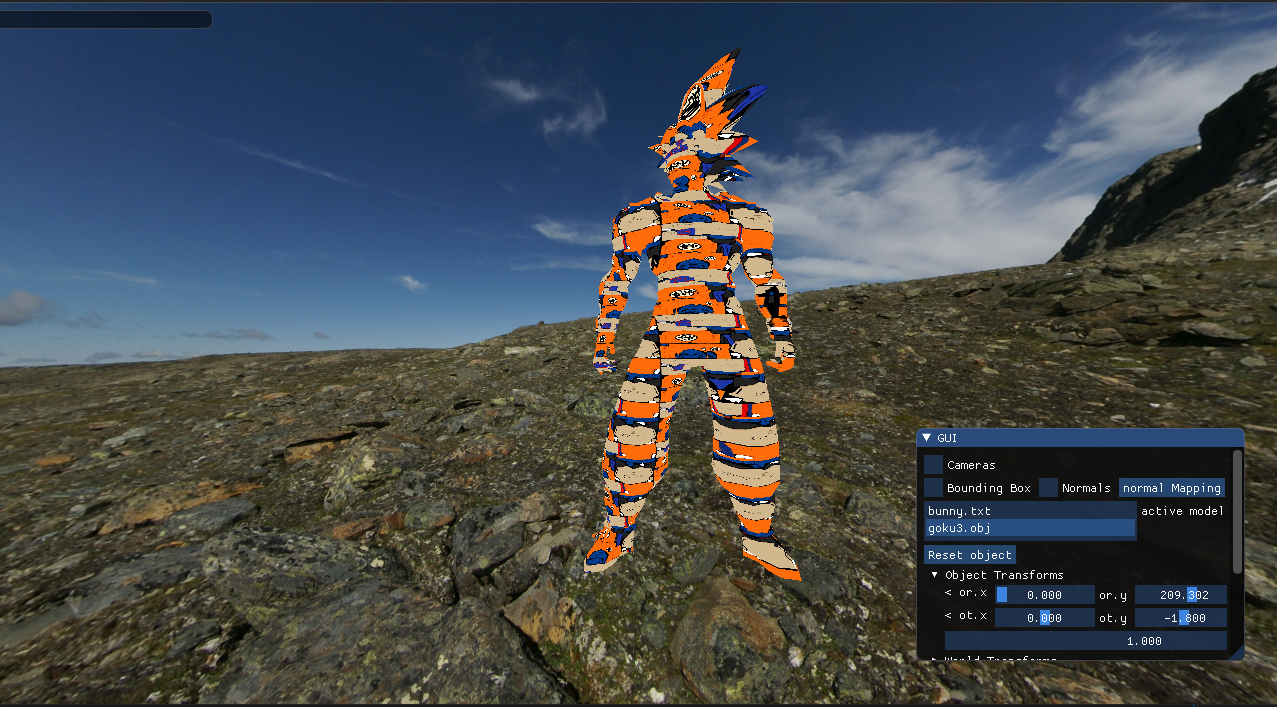 GUI
Cameras
Bounding Box Normals normal Mapping
bunny.txt active model
goku3.obj
Reset object
Object Transforms
< or.x 0.000 or.y 209.302
< ot.x 0.000 ot.y -1.800
1.000
World Transforms